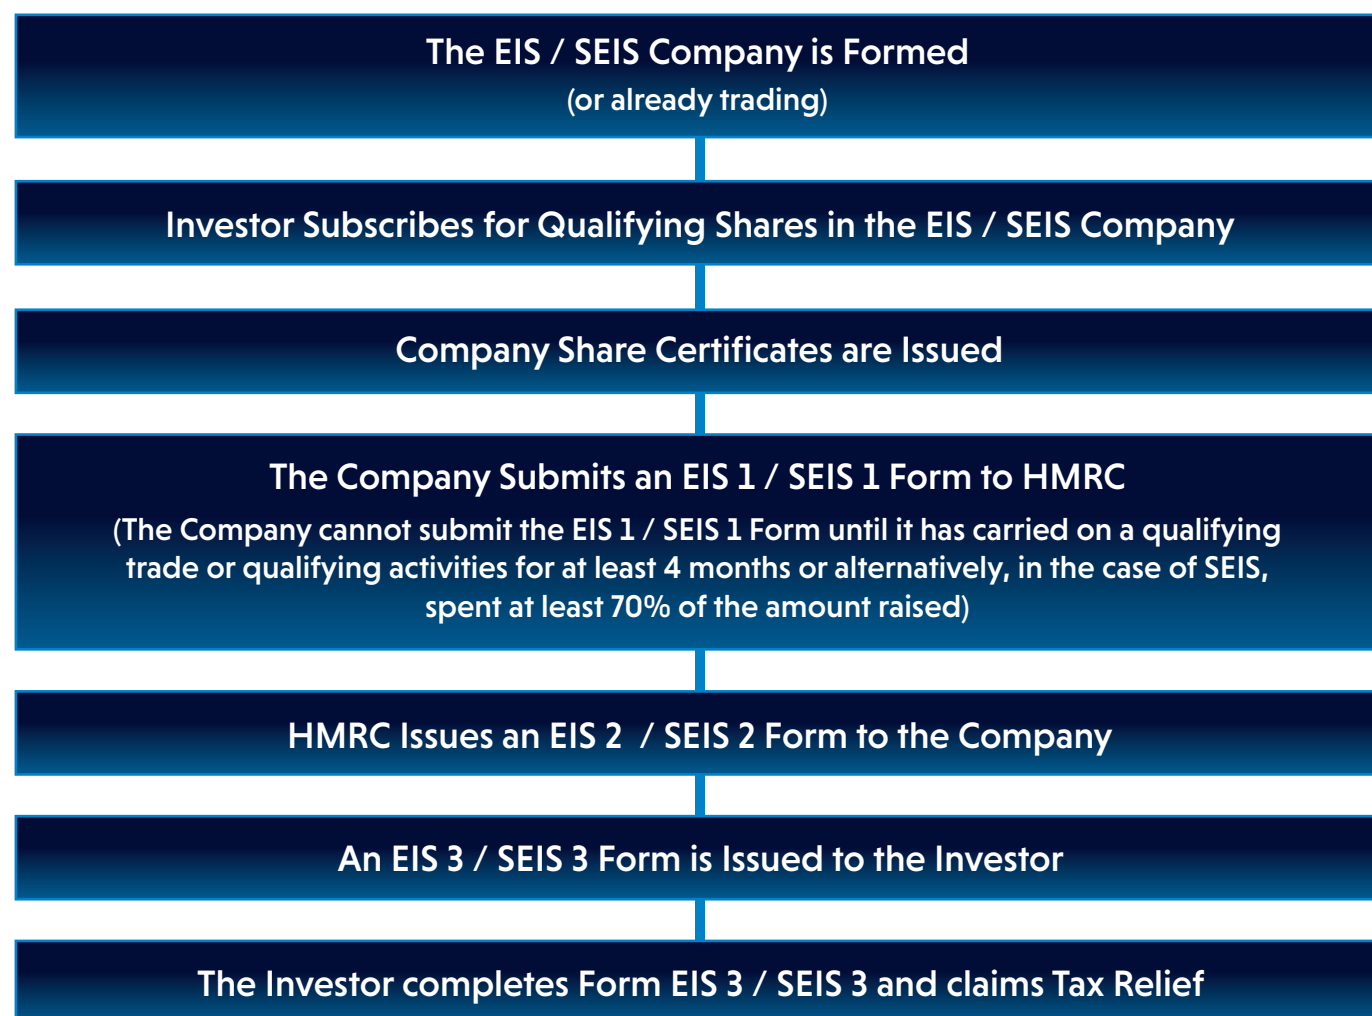 The EIS / SEIS Company is Formed
(or already trading)
Investor Subscribes for Qualifying Shares in the EIS / SEIS Company
Company Share Certificates are Issued
The Company Submits an EIS 1 / SEIS 1 Form to HMRC
(The Company cannot submit the EIS 1 / SEIS 1 Form until it has carried on a qualifying
trade or qualifying activities for at least 4 months or alternatively, in the case of SEIS,
spent at least 70% of the amount raised)
HMRC Issues an EIS 2 / SEIS 2 Form to the Company
An EIS 3 / SEIS 3 Form is Issued to the Investor
The Investor completes Form EIS 3 / SEIS 3 and claims Tax Relief